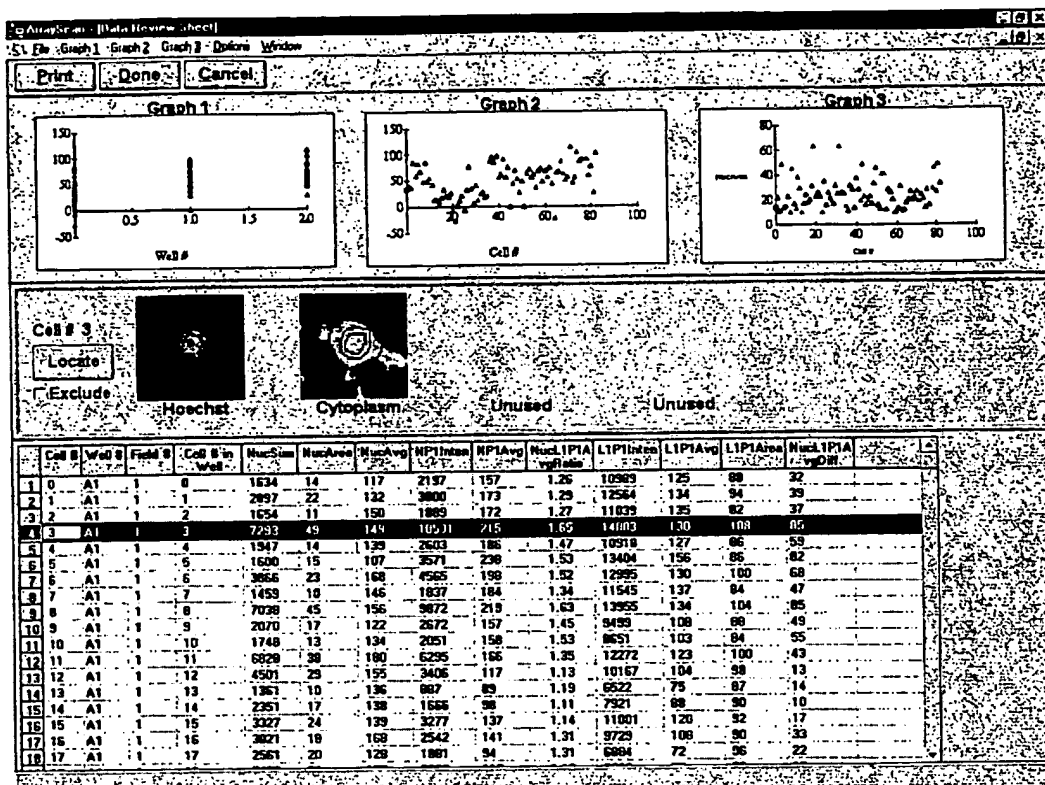 ArrayScan - [Data Review Sheet]
File Graph 1 Graph 2 Graph 3 Options Window
Print Done Cancel
Graph 1
150
100
50
0
-50
0.5 1.0 1.5 2.0
Well #
Graph 2
150
100
50
0
-50
20 40 60 80 100
Cell #
Graph 3
80
60
40
20
0
0 20 40 60 80 100
Cell #
Cell # 3
Locate
Exclude
Hoechst Cytoplasm Unused Unused
Cell # Well # Field # Cell # in Well NucSum NucArea NucAvg NP1Inten NP1Avg NucL1P1AvgRatio L1P1Inten L1P1Avg L1P1Area NucL1P1AvgDiff
1 0 A1 1 0 1634 14 117 2197 157 1.26 10989 125 88 32
2 1 A1 1 1 2897 22 132 3800 173 1.29 12564 134 94 39
3 2 A1 1 2 1654 11 150 1889 172 1.27 11039 135 82 37
4 3 A1 1 3 7293 49 149 10531 215 1.65 14003 130 108 85
5 4 A1 1 4 1947 14 139 2603 186 1.47 10918 127 86 59
6 5 A1 1 5 1600 15 107 3571 238 1.53 13404 156 86 82
7 6 A1 1 6 3866 23 168 4565 198 1.52 12995 130 100 68
8 7 A1 1 7 1459 10 146 1837 184 1.34 11545 137 84 47
9 8 A1 1 8 7038 45 156 9872 219 1.63 13955 134 104 85
10 9 A1 1 9 2070 17 122 2672 157 1.45 9499 108 88 49
11 10 A1 1 10 1748 13 134 2051 158 1.53 8651 103 84 55
12 11 A1 1 11 6828 38 180 6295 166 1.35 12272 123 100 43
13 12 A1 1 12 4501 29 155 3406 117 1.13 10167 104 98 13
14 13 A1 1 13 1361 10 136 887 89 1.19 6522 75 87 14
15 14 A1 1 14 2351 17 138 1666 98 1.11 7921 88 90 10
16 15 A1 1 15 3327 24 139 3277 137 1.14 11001 120 92 17
17 16 A1 1 16 3021 18 168 2542 141 1.31 9729 108 90 33
18 17 A1 1 17 2561 20 128 1881 94 1.31 6884 72 96 22